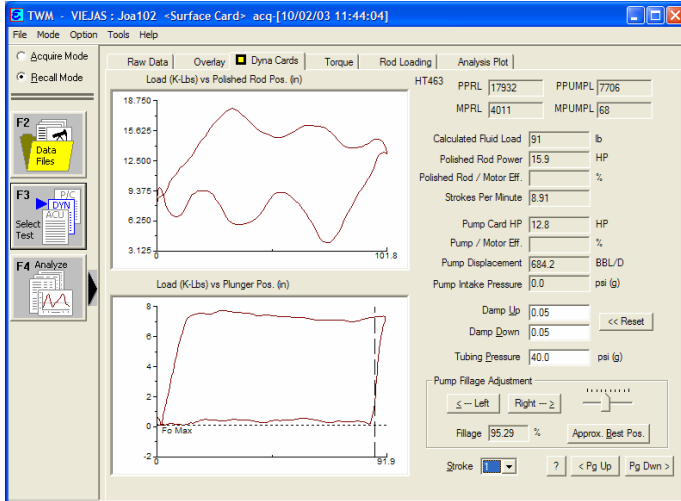 TWM - VIEJAS : Joa102 <Surface Card> acq-[10/02/03 11:44:04]
File Mode Option Tools Help
Acquire Mode
Recall Mode
F2
Data
Files
F3
P/C
DYN
ACU
Select
Test
F4 Analyze
Raw Data Overlay Dyna Cards Torque Rod Loading Analysis Plot
Load (K-Lbs) vs Polished Rod Pos. (in)
18.750
15.625
12.500
9.375
6.250
3.125
0 101.8
Load (K-Lbs) vs Plunger Pos. (in)
8
6
4
2
0
Fo Max
-2
0 91.9
HT463
PPRL 17932 PPUMPL 7706
MPRL 4011 MPUMPL 68
Calculated Fluid Load 91 lb
Polished Rod Power 15.9 HP
Polished Rod / Motor Eff. %
Strokes Per Minute 8.91
Pump Card HP 12.8 HP
Pump / Motor Eff. %
Pump Displacement 684.2 BBL/D
Pump Intake Pressure 0.0 psi (g)
Damp Up 0.05
<< Reset
Damp Down 0.05
Tubing Pressure 40.0 psi (g)
Pump Fillage Adjustment
< --- Left Right --- >
Fillage 95.29 % Approx. Best Pos.
Stroke 1 ? < Pg Up Pg Dwn >